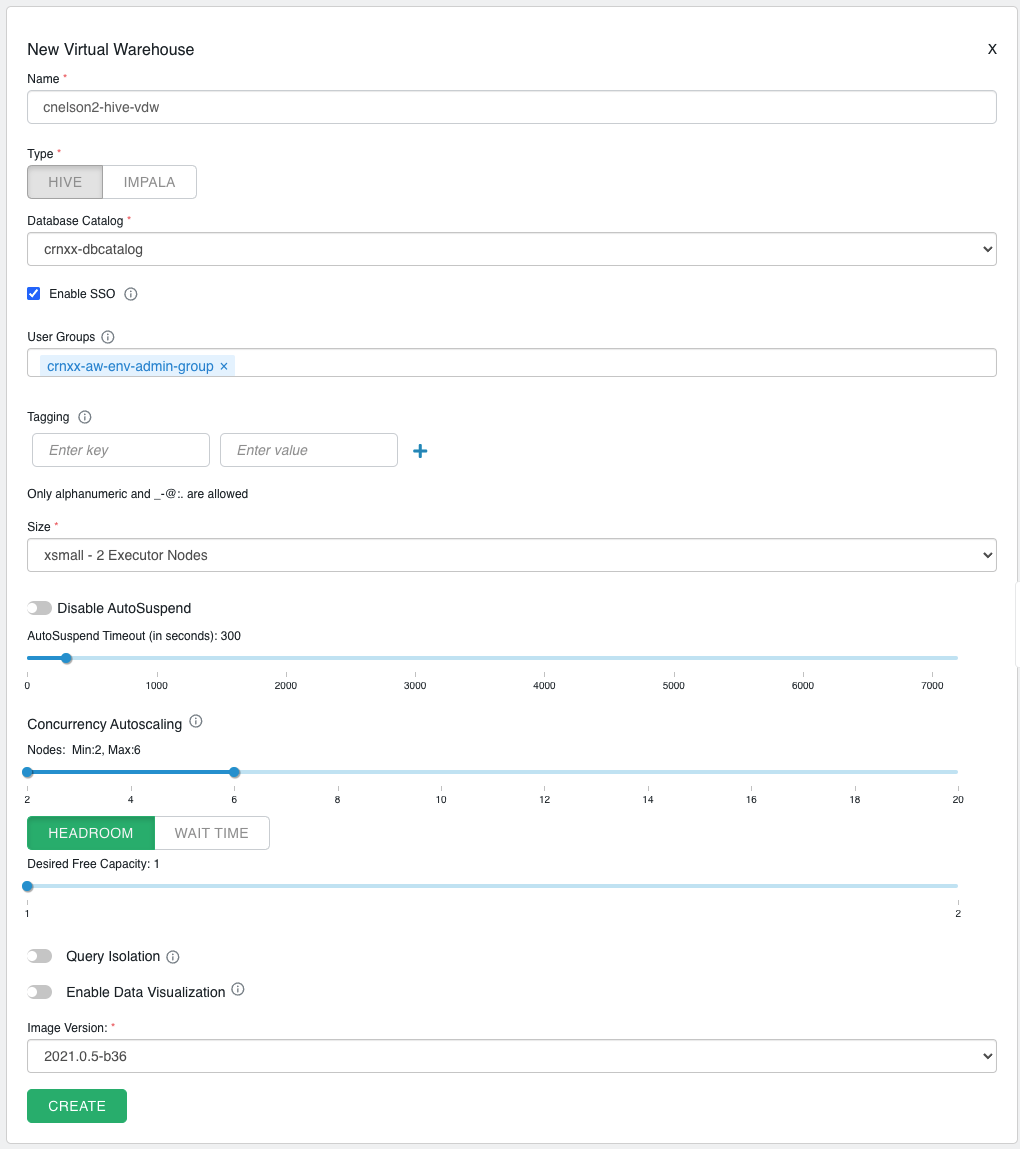 New Virtual Warehouse X
Name *
cnelson2-hive-vdw
Type *
HIVE IMPALA
Database Catalog *
crnxx-dbcatalog
Enable SSO
User Groups
crnxx-aw-env-admin-group ×
Tagging
Enter key Enter value +
Only alphanumeric and _-@:. are allowed
Size *
xsmall - 2 Executor Nodes
Disable AutoSuspend
AutoSuspend Timeout (in seconds): 300
0 1000 2000 3000 4000 5000 6000 7000
Concurrency Autoscaling
Nodes: Min:2, Max:6
2 4 6 8 10 12 14 16 18 20
HEADROOM WAIT TIME
Desired Free Capacity: 1
1 2
Query Isolation
Enable Data Visualization
Image Version: *
2021.0.5-b36
CREATE